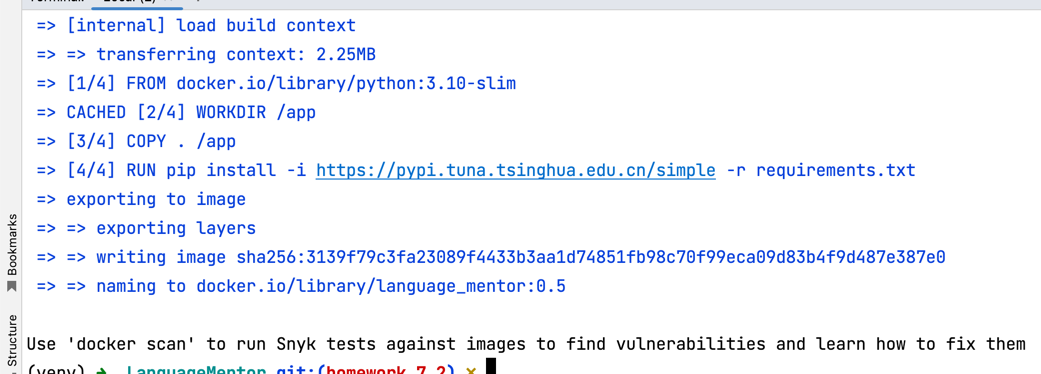 Terminal Local (2)
=> [internal] load build context
=> => transferring context: 2.25MB
=> [1/4] FROM docker.io/library/python:3.10-slim
=> CACHED [2/4] WORKDIR /app
=> [3/4] COPY . /app
=> [4/4] RUN pip install -i https://pypi.tuna.tsinghua.edu.cn/simple -r requirements.txt
=> exporting to image
=> => exporting layers
=> => writing image sha256:3139f79c3fa23089f4433b3aa1d74851fb98c70f99eca09d83b4f9d487e387e0
=> => naming to docker.io/library/language_mentor:0.5
Use 'docker scan' to run Snyk tests against images to find vulnerabilities and learn how to fix them
(venv) → LanguageMentor git:(homework_7_2) ✗
Bookmarks
Structure